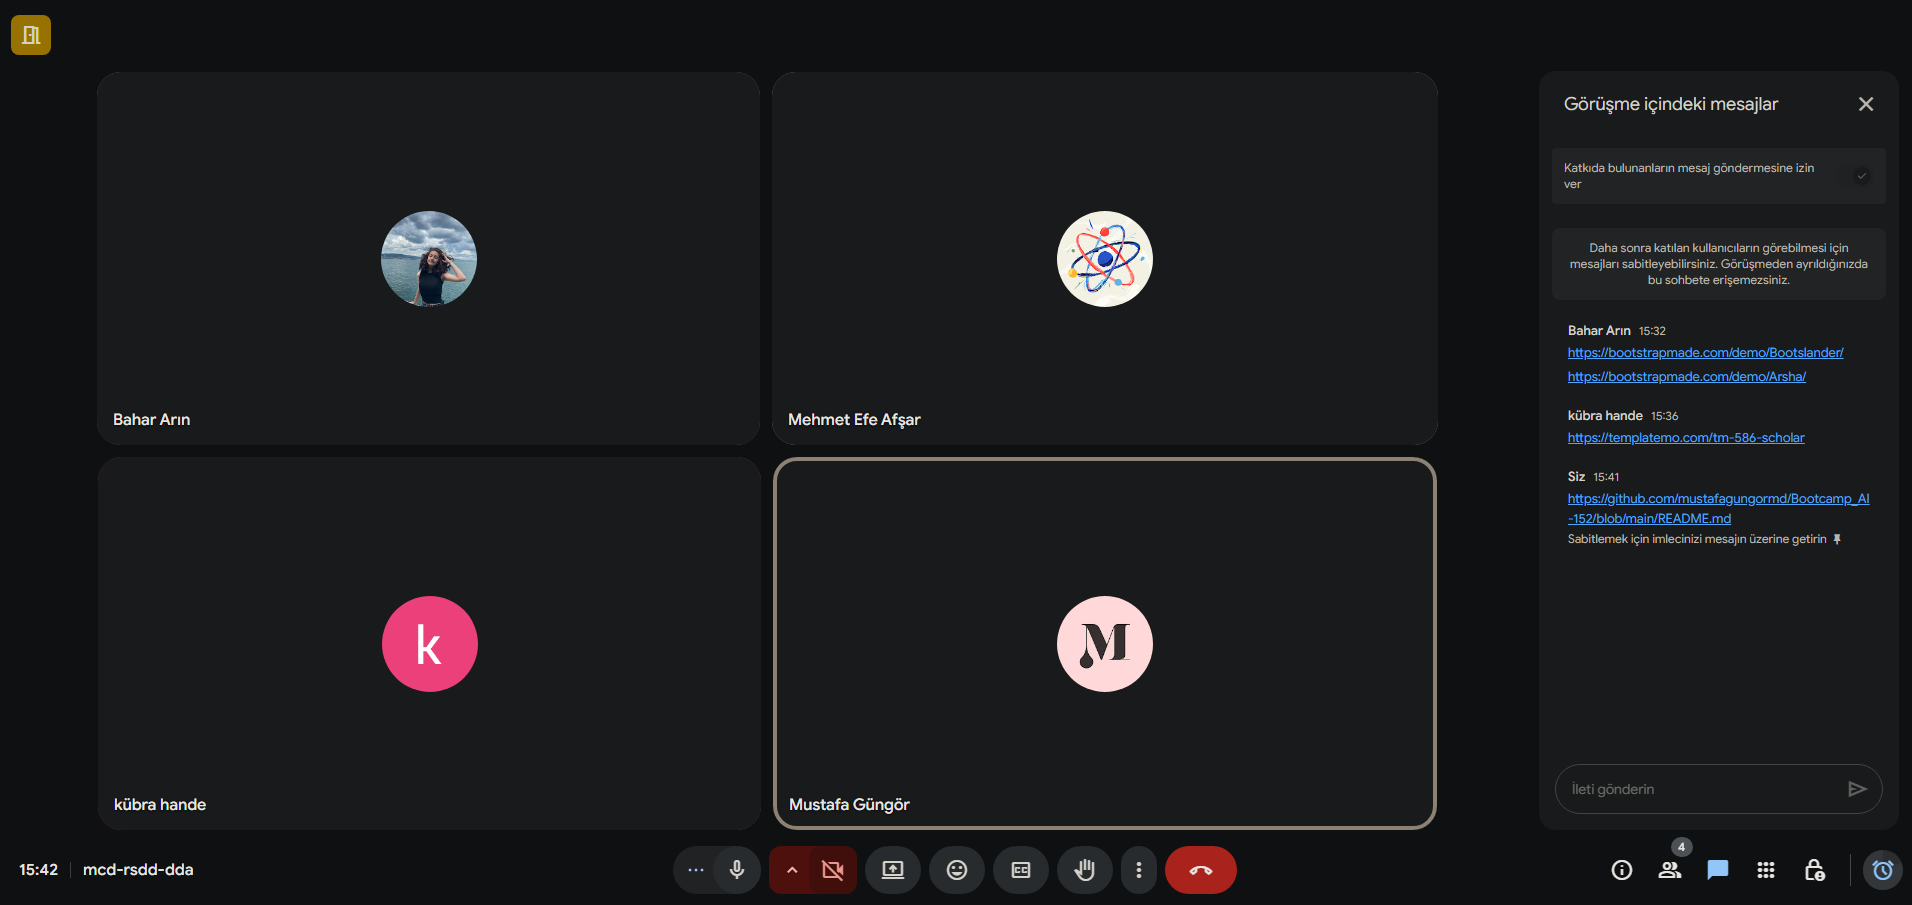 Bahar Arın
Mehmet Efe Afşar
k
kübra hande
M
Mustafa Güngör
Görüşme içindeki mesajlar
Katkıda bulunanların mesaj göndermesine izin
ver
Daha sonra katılan kullanıcıların görebilmesi için
mesajları sabitleyebilirsiniz. Görüşmeden ayrıldığınızda
bu sohbete erişemezsiniz.
Bahar Arın 15:32
https://bootstrapmade.com/demo/Bootslander/
https://bootstrapmade.com/demo/Arsha/
kübra hande 15:36
https://templatemo.com/tm-586-scholar
Siz 15:41
https://github.com/mustafagungormd/Bootcamp_AI
-152/blob/main/README.md
Sabitlemek için imlecinizi mesajın üzerine getirin
İleti gönderin
15:42 mcd-rsdd-dda
CC
4